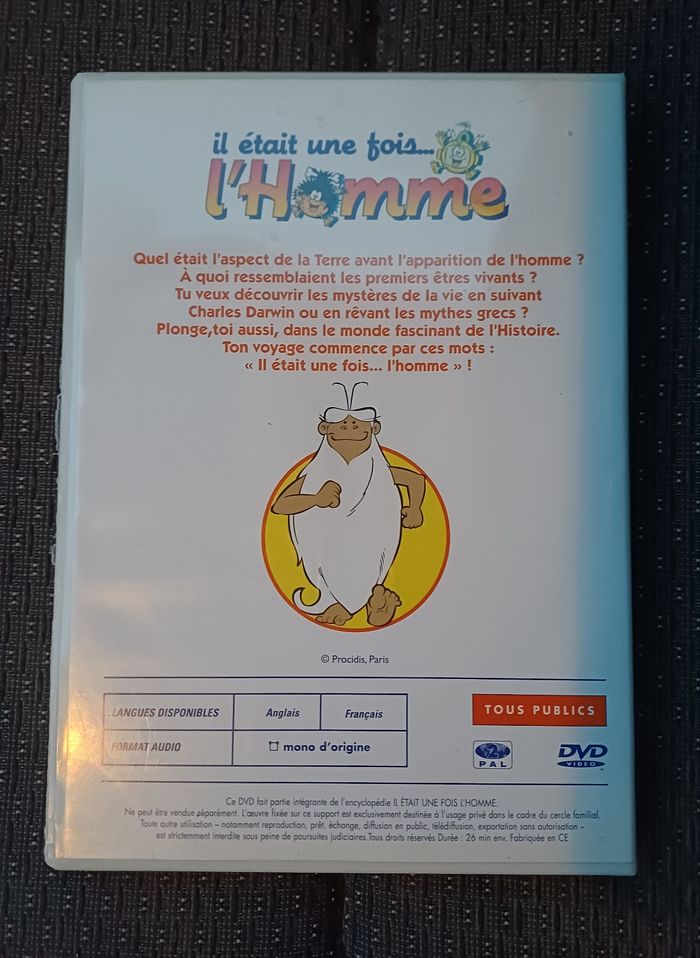 il était une fois...
l'Homme
Quel était l'aspect de la Terre avant l'apparition de l'homme ?
À quoi ressemblaient les premiers êtres vivants ?
Tu veux découvrir les mystères de la vie en suivant
Charles Darwin ou en rêvant les mythes grecs ?
Plonge,toi aussi, dans le monde fascinant de l'Histoire.
Ton voyage commence par ces mots :
« Il était une fois... l'homme » !
© Procidis, Paris
LANGUES DISPONIBLES Anglais Français
FORMAT AUDIO mono d'origine
TOUS PUBLICS
2
PAL
DVD
VIDEO
Ce DVD fait partie intégrante de l'encyclopédie IL ÉTAIT UNE FOIS L'HOMME.
Ne peut être vendue séparément. L'œuvre fixée sur ce support est exclusivement destinée à l'usage privé dans le cadre du cercle familial.
Toute autre utilisation – notamment reproduction, prêt, échange, diffusion en public, télédiffusion, exportation sans autorisation –
est strictement interdite sous peine de poursuites judiciaires.Tous droits réservés Durée : 26 min env. Fabriquée en CE